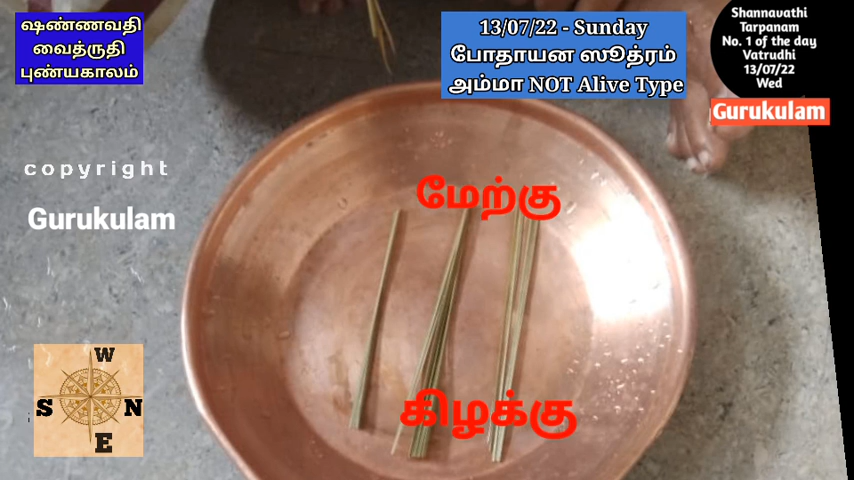 ஷண்ணவதி
வைத்ருதி
புண்யகாலம்
13/07/22 - Sunday
போதாயன ஸூத்ரம்
அம்மா NOT Alive Type
Shannavathi
Tarpanam
No. 1 of the day
Vatrudhi
13/07/22
Wed
Gurukulam
copyright
Gurukulam
மேற்கு
கிழக்கு
W
S N
E